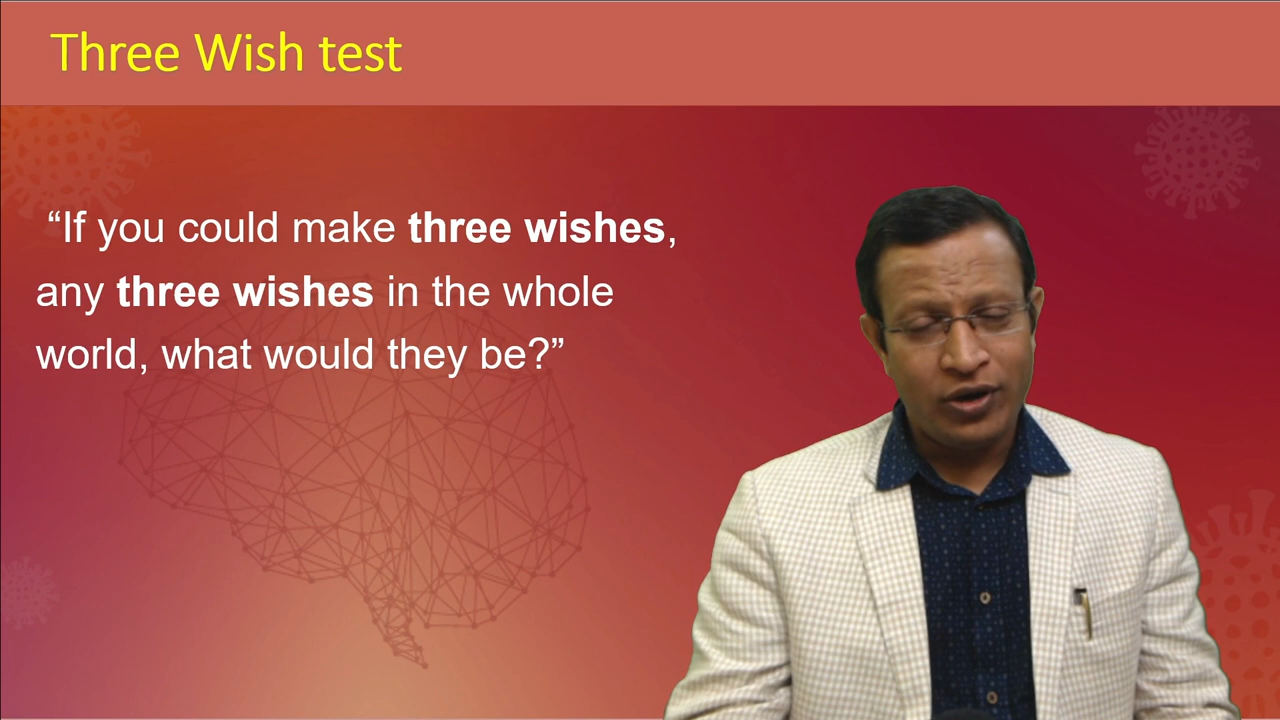 Three Wish test
“If you could make three wishes,
any three wishes in the whole
world, what would they be?”